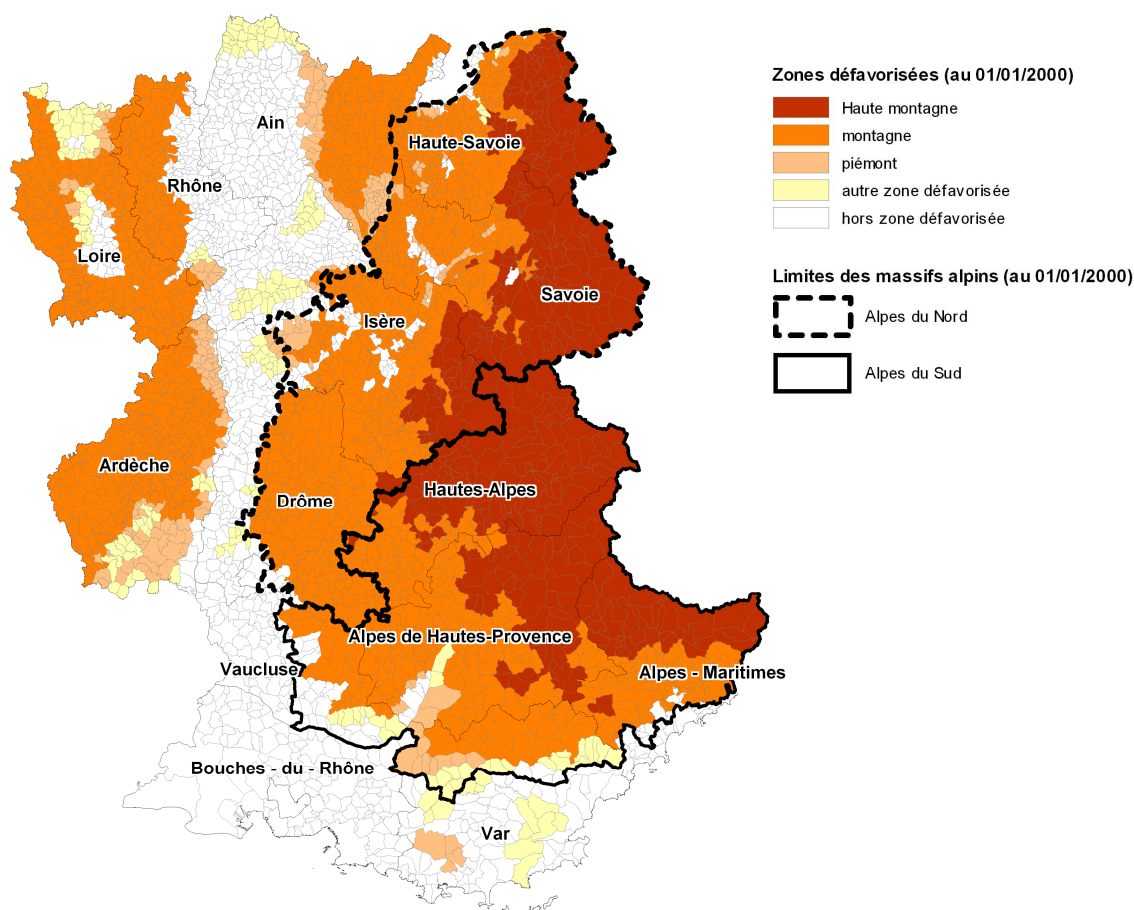 Zones défavorisées (au 01/01/2000)
Haute montagne
montagne
piémont
autre zone défavorisée
hors zone défavorisée
Limites des massifs alpins (au 01/01/2000)
Alpes du Nord
Alpes du Sud
Ain
Haute-Savoie
Rhône
Loire
Savoie
Isère
Ardèche
Hautes-Alpes
Drôme
Alpes de Hautes-Provence
Vaucluse
Alpes - Maritimes
Bouches - du - Rhône
Var